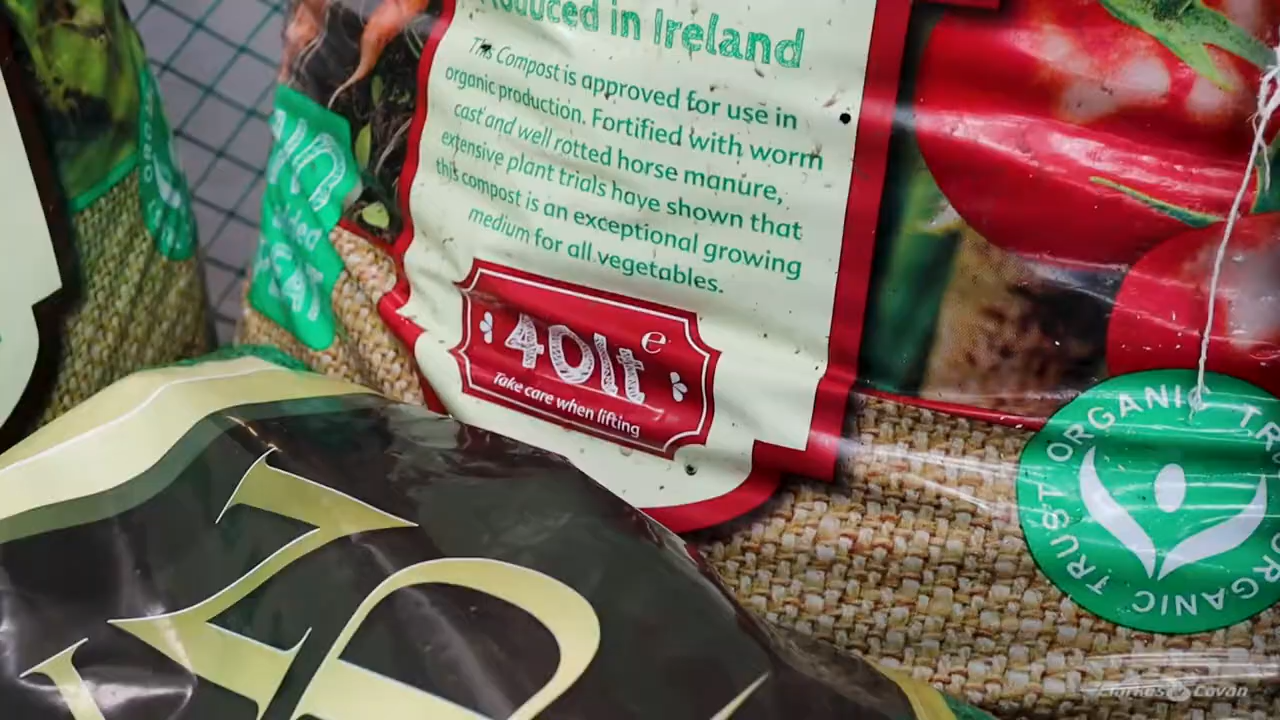 Produced in Ireland
This Compost is approved for use in
organic production. Fortified with worm
cast and well rotted horse manure,
extensive plant trials have shown that
this compost is an exceptional growing
medium for all vegetables.
40lt e
Take care when lifting
TRUST ORGANIC TRUST ORGANIC